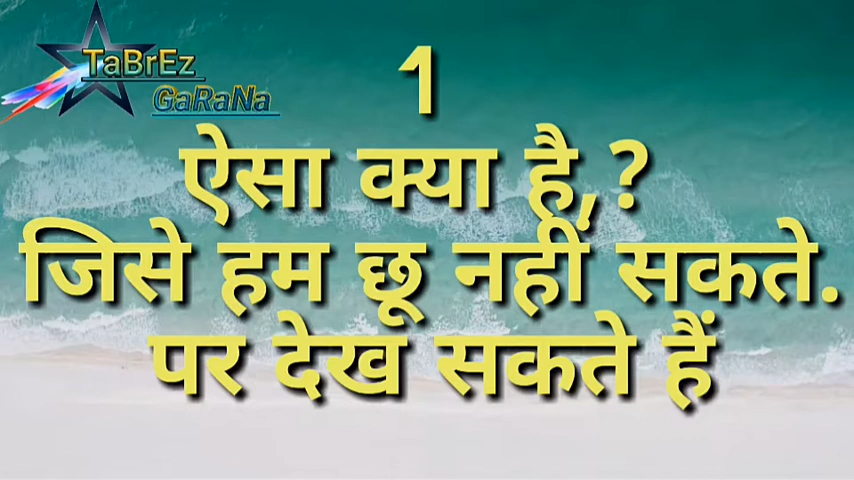 TaBrEz
GaRaNa
1
ऐसा क्या है,?
जिसे हम छू नहीं सकते.
पर देख सकते हैं